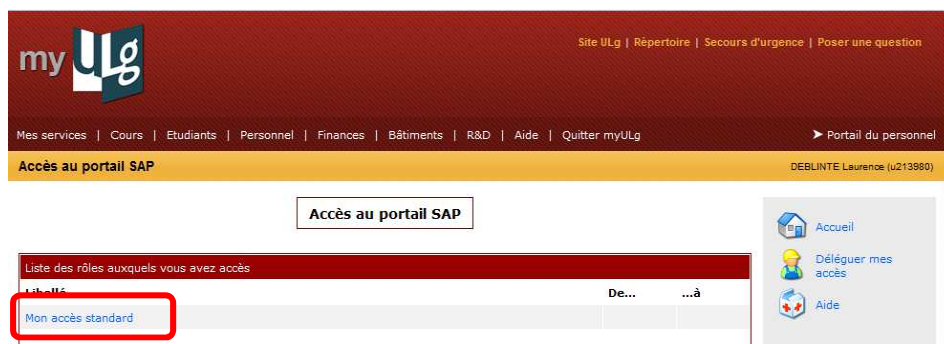 my ULg
Site ULg | Répertoire | Secours d'urgence | Poser une question
Mes services | Cours | Etudiants | Personnel | Finances | Bâtiments | R&D | Aide | Quitter myULg
➤ Portail du personnel
Accès au portail SAP
DEBLINTE Laurence (u213980)
Accès au portail SAP
Liste des rôles auxquels vous avez accès
Libellé De... ...à
Mon accès standard
Accueil
Déléguer mes
accès
Aide